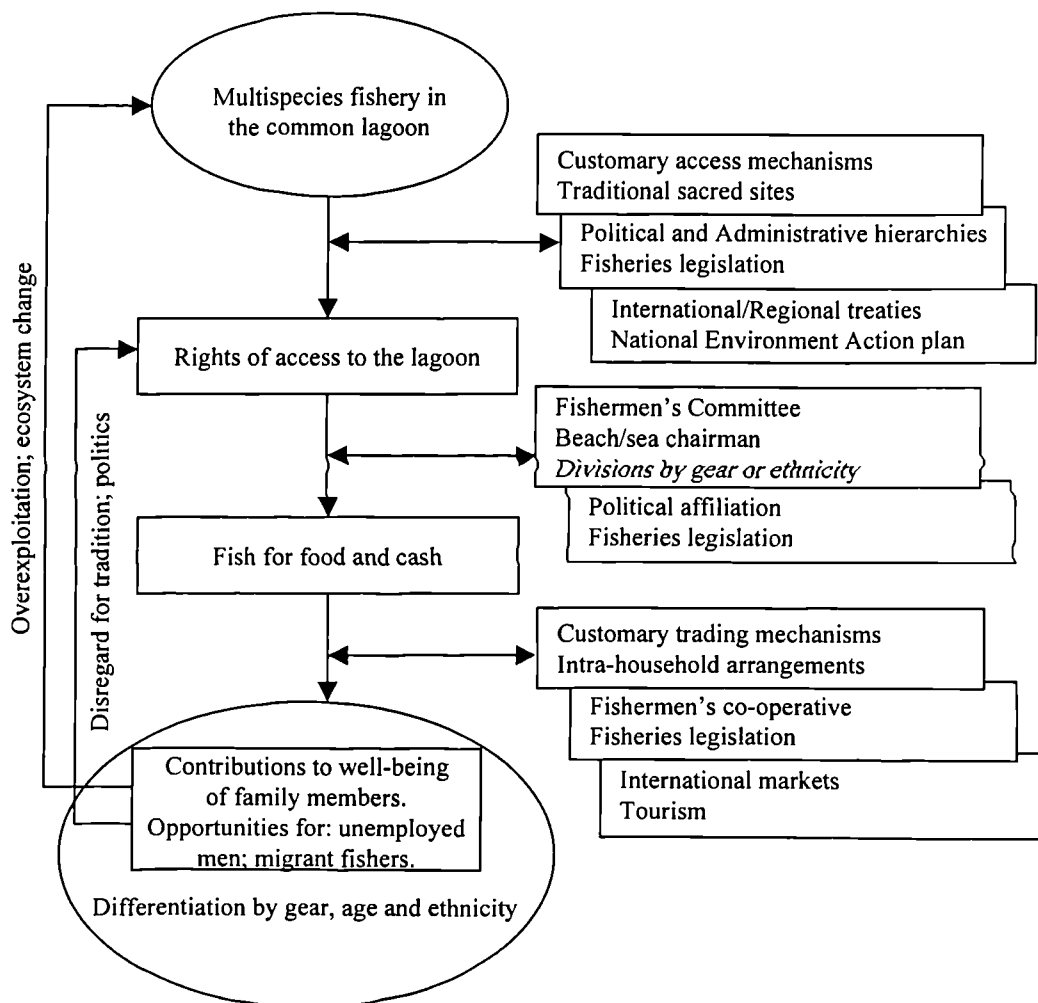 Multispecies fishery in
the common lagoon
Customary access mechanisms
Traditional sacred sites
Political and Administrative hierarchies
Fisheries legislation
International/Regional treaties
National Environment Action plan
Rights of access to the lagoon
Fishermen's Committee
Beach/sea chairman
Divisions by gear or ethnicity
Political affiliation
Fisheries legislation
Fish for food and cash
Customary trading mechanisms
Intra-household arrangements
Fishermen's co-operative
Fisheries legislation
International markets
Tourism
Contributions to well-being
of family members.
Opportunities for: unemployed
men; migrant fishers.
Differentiation by gear, age and ethnicity
Overexploitation; ecosystem change
Disregard for tradition; politics